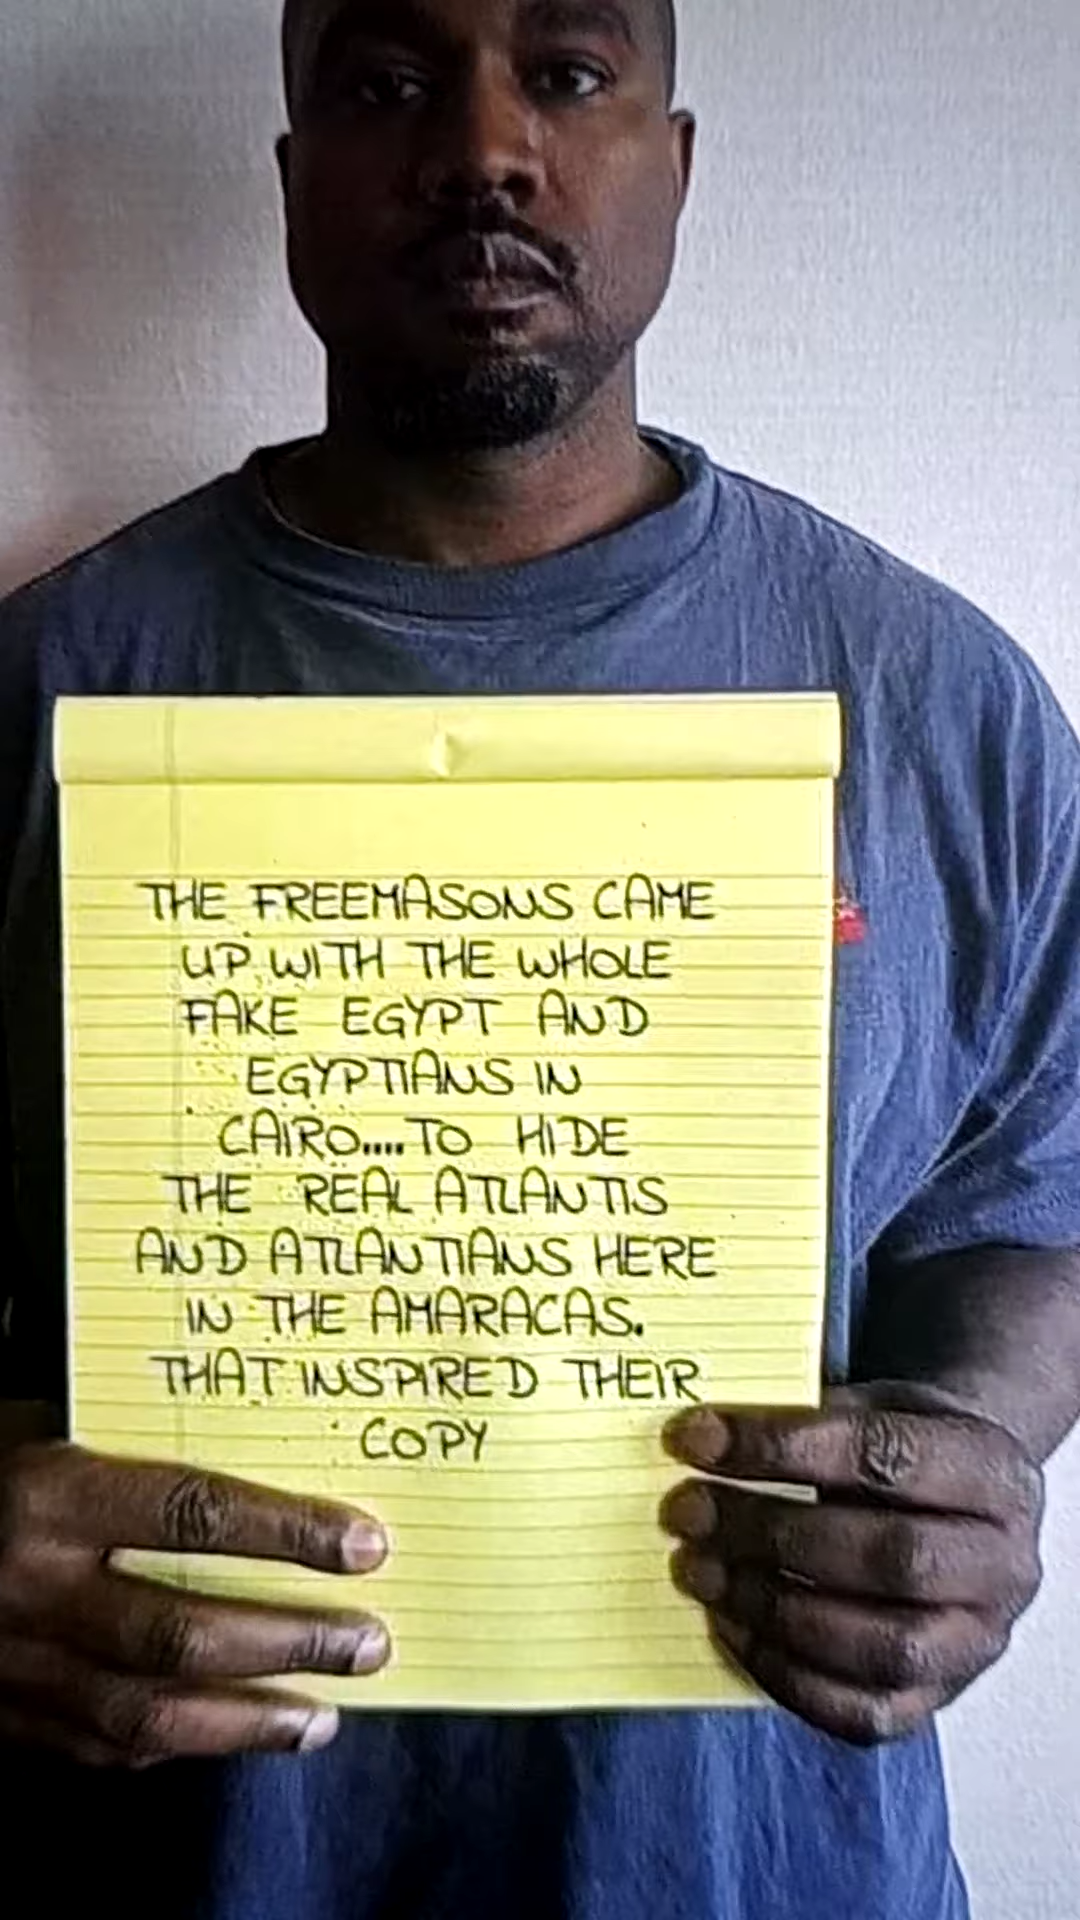 THE FREEMASONS CAME
UP WITH THE WHOLE
FAKE EGYPT AND
EGYPTIANS IN
CAIRO....TO HIDE
THE REAL ATLANTIS
AND ATLANTIANS HERE
IN THE AMARACAS.
THAT INSPIRED THEIR
COPY